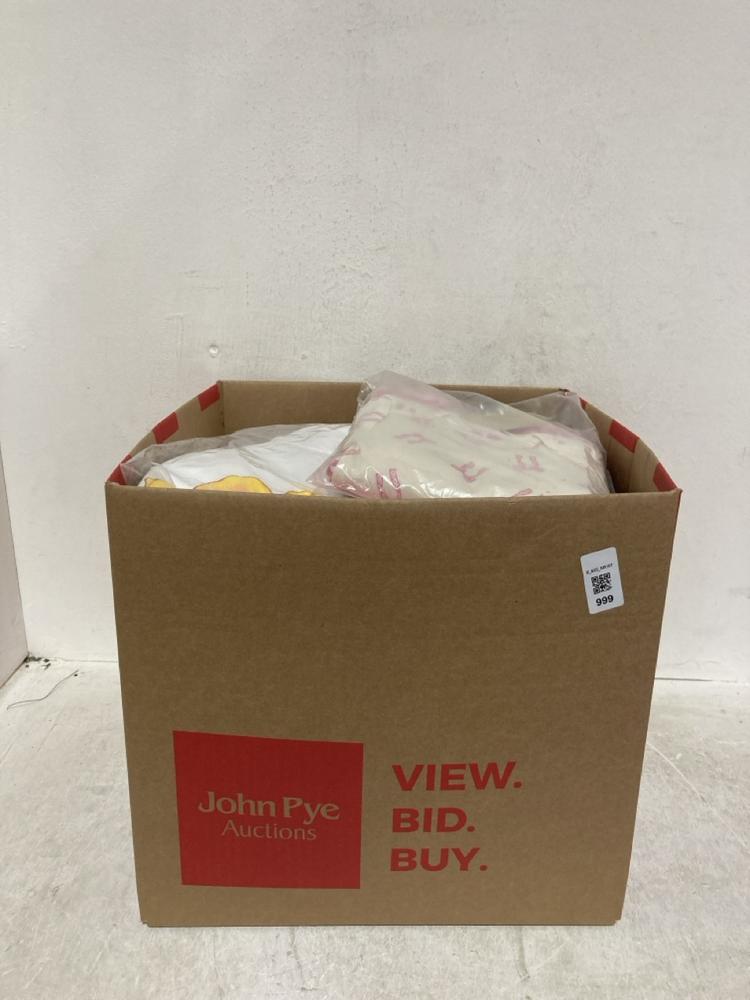 999
John Pye
Auctions
VIEW.
BID.
BUY.